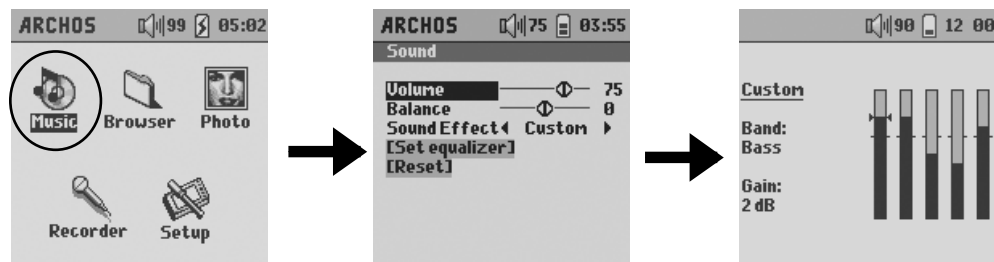 ARCHOS 99 05:02
Music Browser Photo
Recorder Setup
ARCHOS 75 03:55
Sound
Volume 75
Balance 0
Sound Effect Custom
[Set equalizer]
[Reset]
90 12 00
Custom
Band:
Bass
Gain:
2 dB